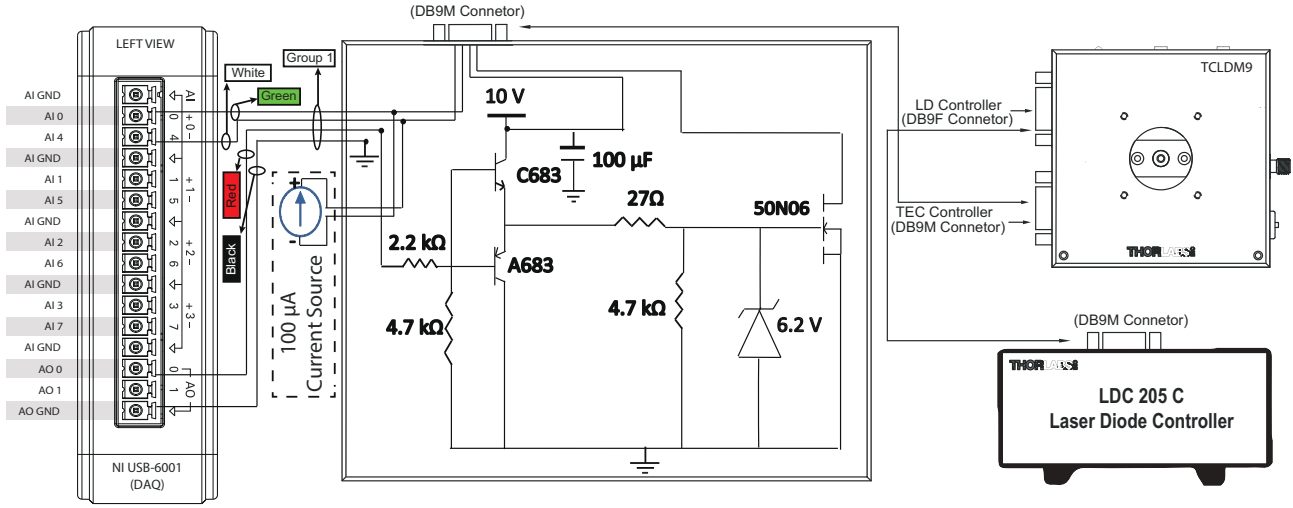 (DB9M Connetor)
LEFT VIEW
White
Group 1
Green
Red
Black
AI GND
AI 0
AI 4
AI GND
AI 1
AI 5
AI GND
AI 2
AI 6
AI GND
AI 3
AI 7
AI GND
AO 0
AO 1
AO GND
AI
0
4
1
5
2
6
3
7
0
1
AO
+ 0 -
+ 1 -
+ 2 -
+ 3 -
NI USB-6001
(DAQ)
+
-
100 µA
Current Source
10 V
100 µF
C683
27Ω
50N06
2.2 kΩ
A683
4.7 kΩ
4.7 kΩ
6.2 V
TCLDM9
LD Controller
(DB9F Connetor)
TEC Controller
(DB9M Connetor)
THORLABS
(DB9M Connetor)
THORLABS
LDC 205 C
Laser Diode Controller